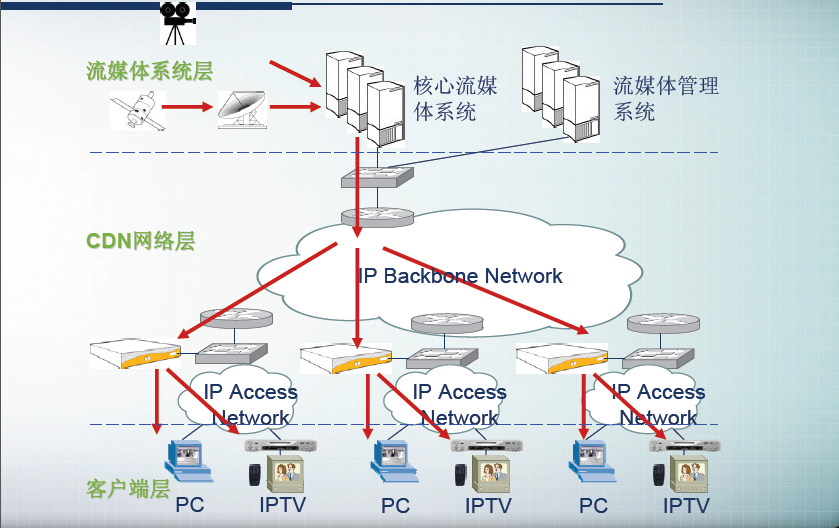 流媒体系统层
核心流媒
体系统
流媒体管理
系统
CDN网络层
IP Backbone Network
IP Access
Network
IP Access
Network
IP Access
Network
客户端层
PC
IPTV
PC
IPTV
PC
IPTV